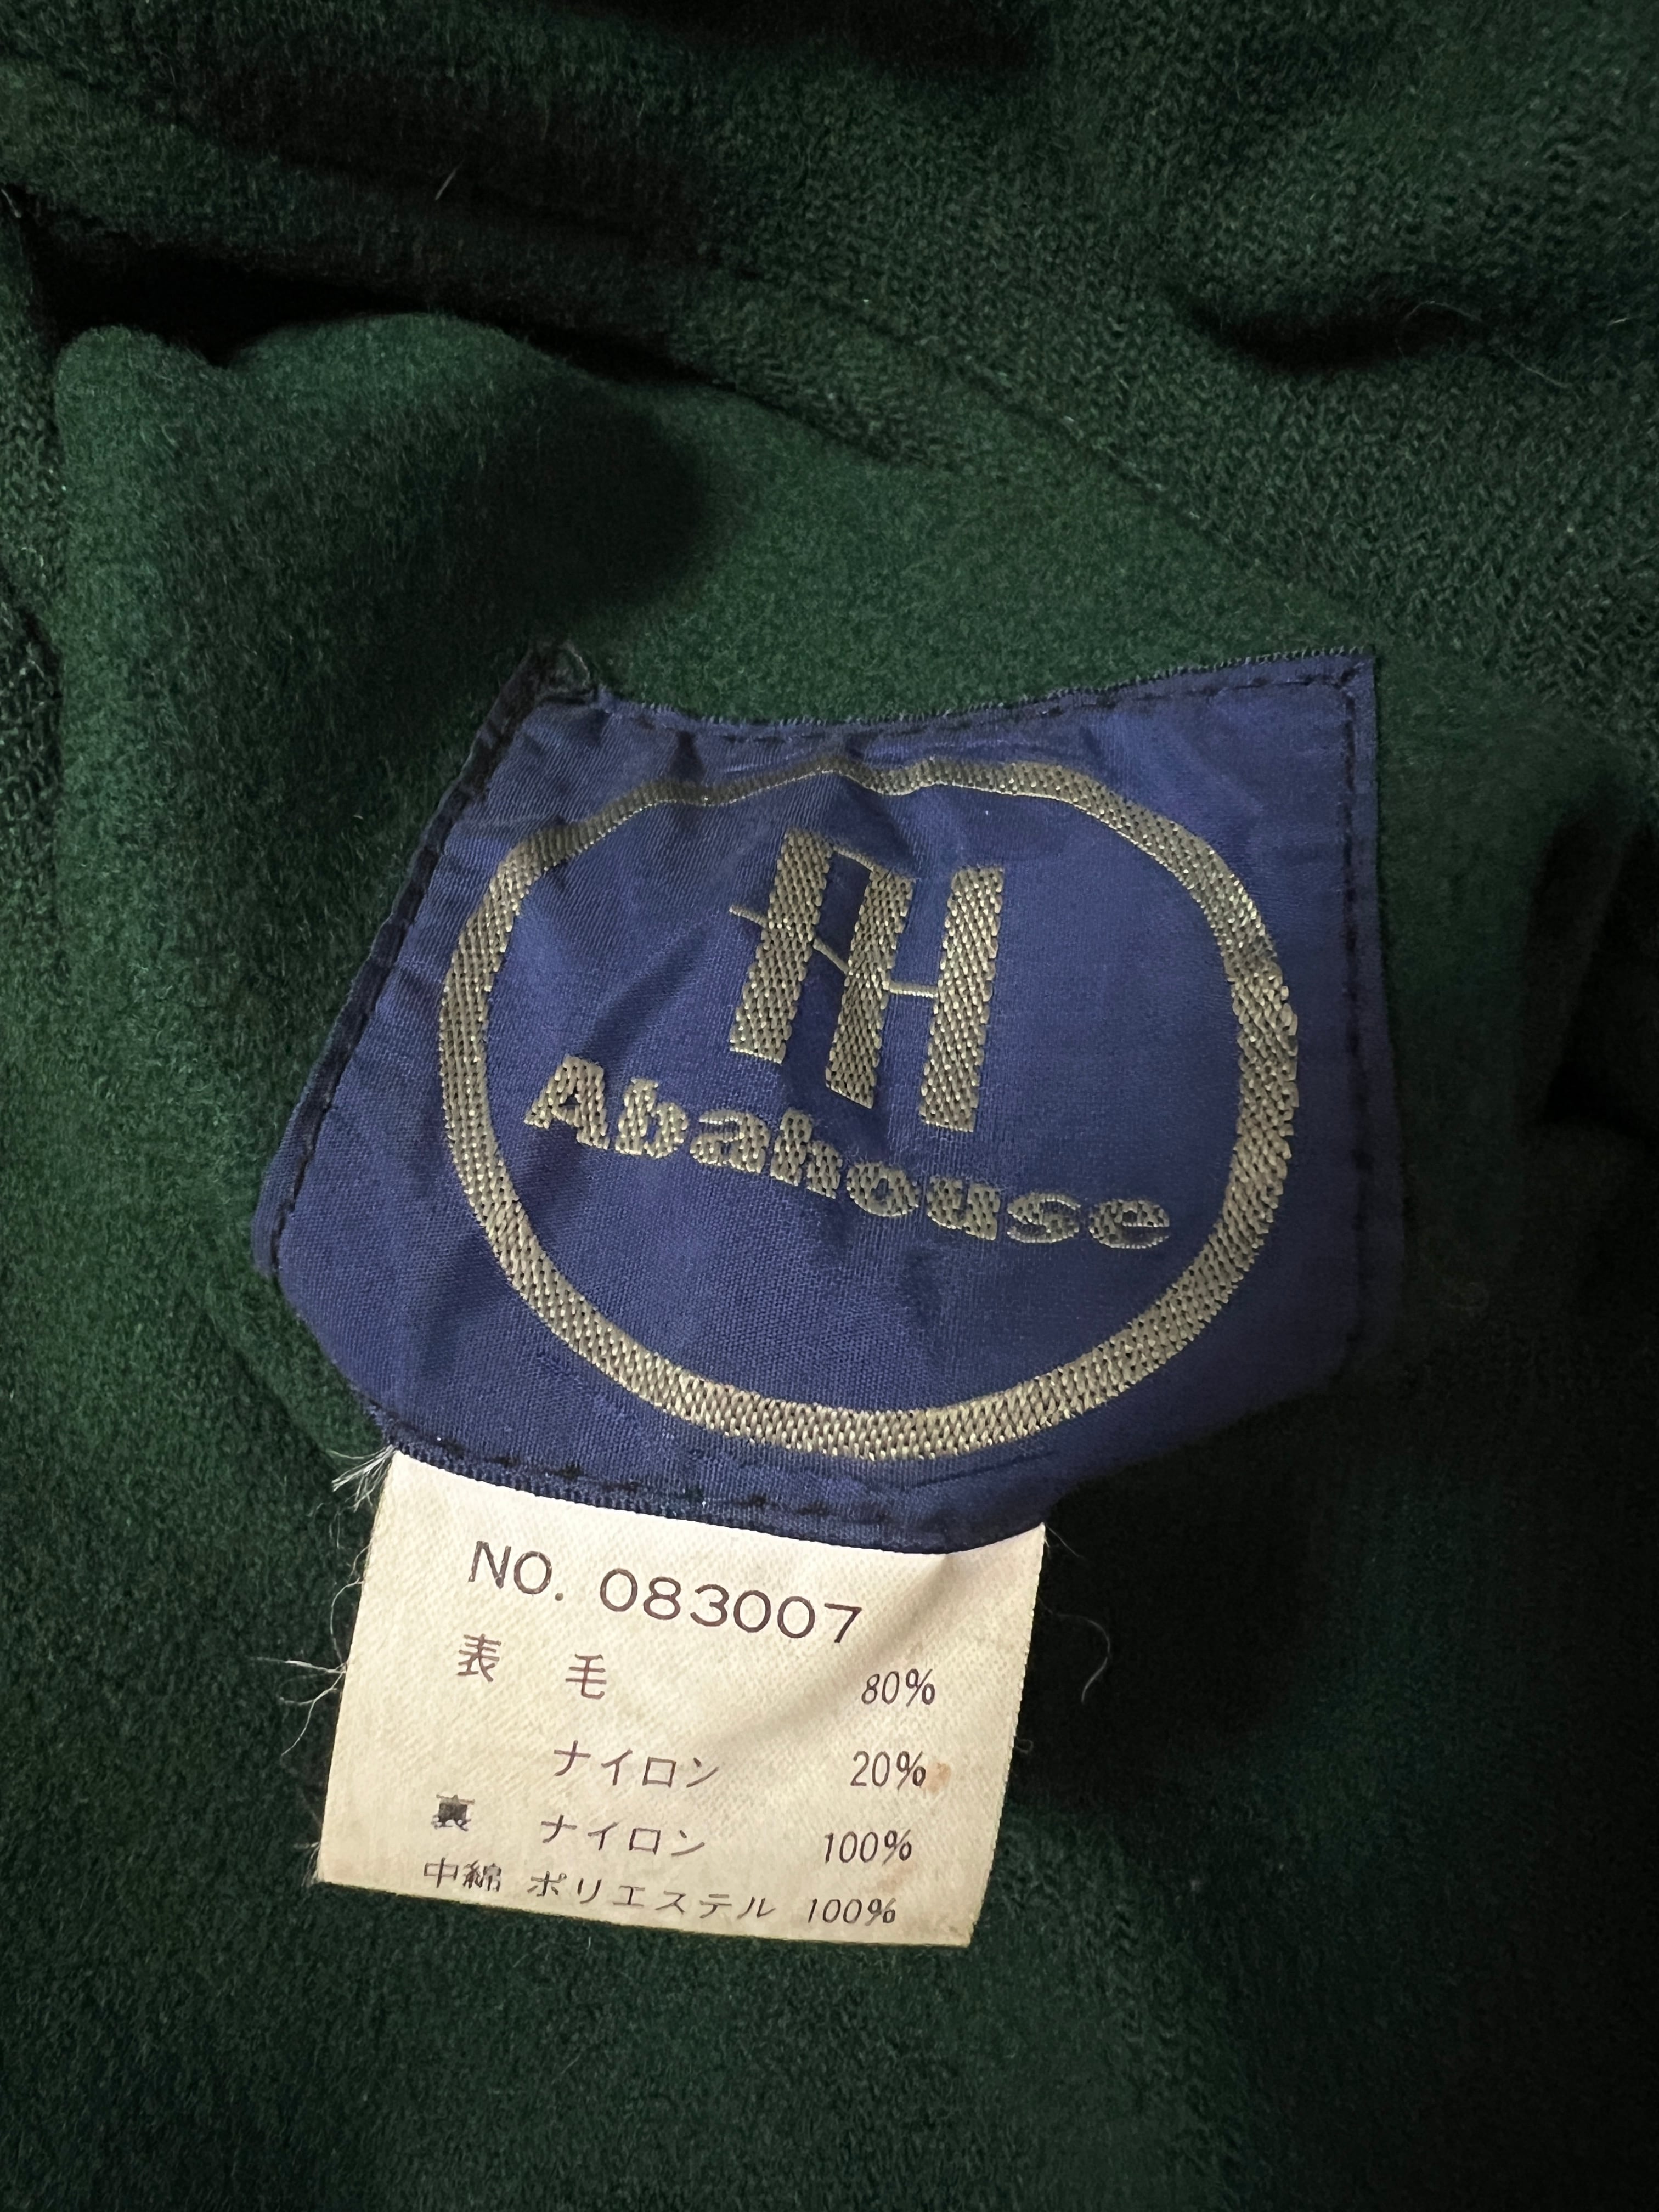 AH
Abahouse
NO. 083007
表 毛 80%
ナイロン 20%
裏 ナイロン 100%
中綿 ポリエステル 100%